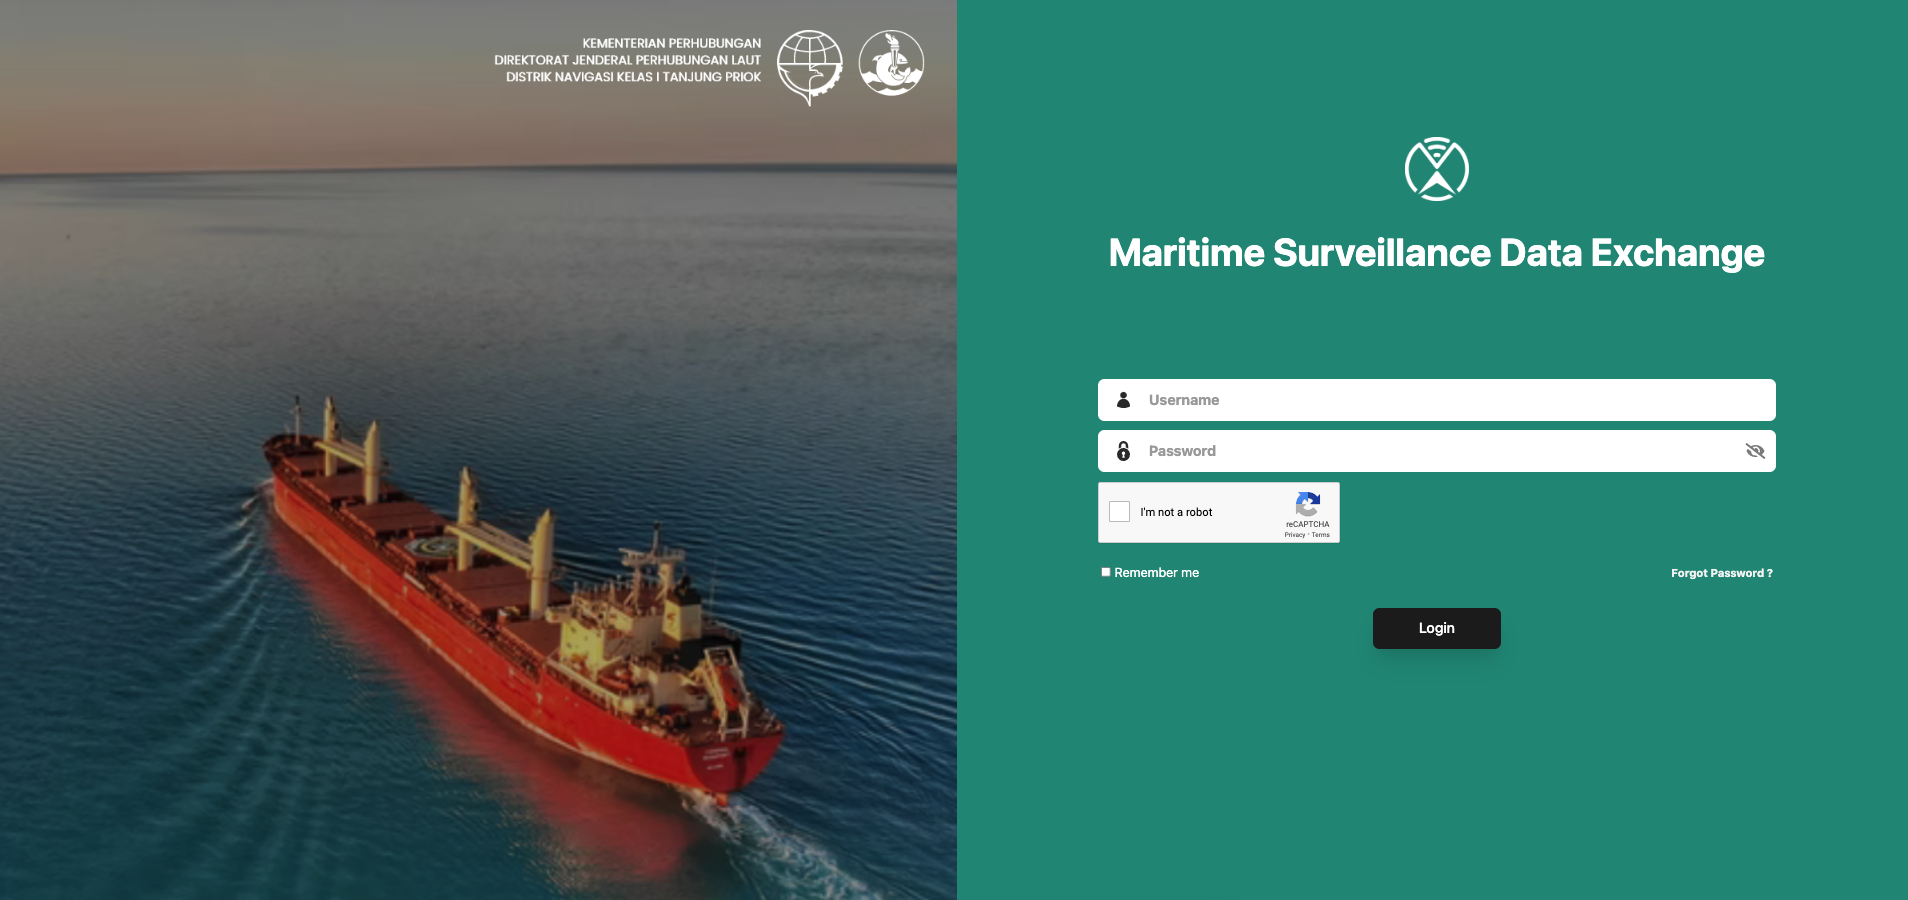 KEMENTERIAN PERHUBUNGAN
DIREKTORAT JENDERAL PERHUBUNGAN LAUT
DISTRIK NAVIGASI KELAS I TANJUNG PRIOK
Maritime Surveillance Data Exchange
Username
Password
I'm not a robot
reCAPTCHA
Privacy - Terms
Remember me
Forgot Password ?
Login